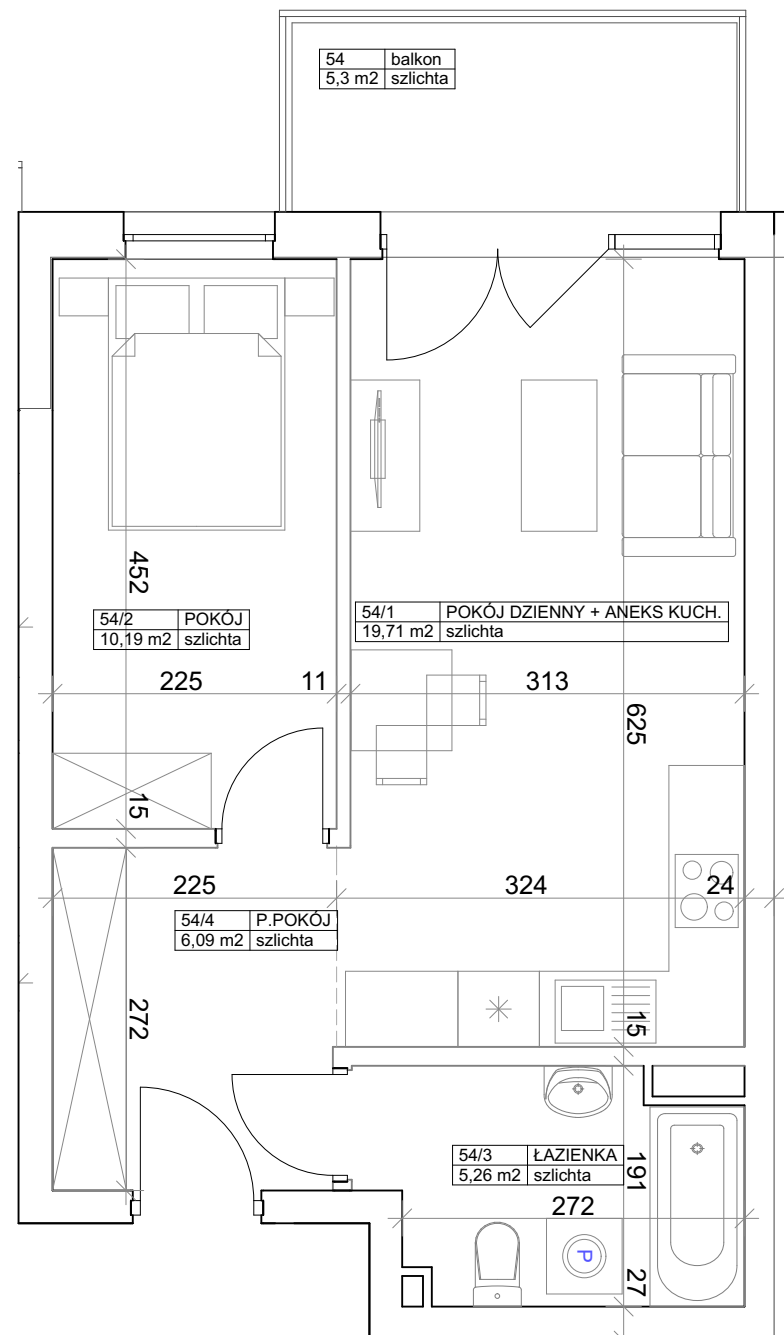 54 balkon
5,3 m2 szlichta
452
54/2 POKÓJ
10,19 m2 szlichta
54/1 POKÓJ DZIENNY + ANEKS KUCH.
19,71 m2 szlichta
225
11
313
625
15
225
324
24
54/4 P.POKÓJ
6,09 m2 szlichta
272
15
54/3 ŁAZIENKA
5,26 m2 szlichta
191
272
P
27